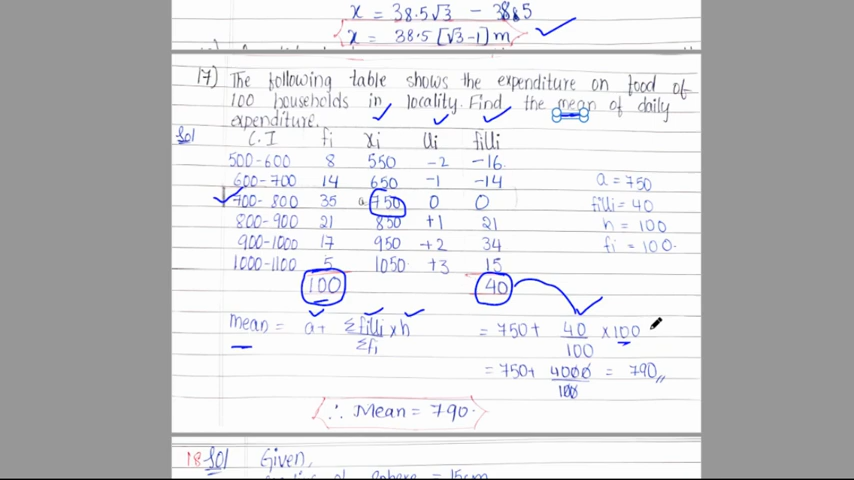 x = 38.5√3 - 38.5
x = 38.5 [√3-1] m
17) The following table shows the expenditure on food of
100 households in locality. Find the mean of daily
expenditure.
Sol C.I fi xi Ui fiUi
500-600 8 550 -2 -16
600-700 14 650 -1 -14
700-800 35 a 750 0 0
800-900 21 850 +1 21
900-1000 17 950 +2 34
1000-1100 5 1050 +3 15
100 40
a = 750
fiUi = 40
h = 100
fi = 100.
mean = a + ΣfiUi × h
Σfi
= 750 + 40 × 100
100
= 750 + 4000 = 790 //
100
∴ Mean = 790.
18 Sol Given,
sphere = 15cm